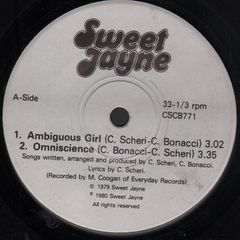 Sweet
Jayne
A-Side 33-1/3 rpm
CSCB771
1. Ambiguous Girl (C. Scheri-C. Bonacci) 3.02
2. Omniscience (C. Bonacci-C. Scheri) 3.35
Songs written, arranged and produced by C. Scheri, C. Bonacci.
Lyrics by C. Scheri.
(Recorded by M. Coogan of Everyday Records)
© 1979 Sweet Jayne
℗ 1980 Sweet Jayne
All rights reserved